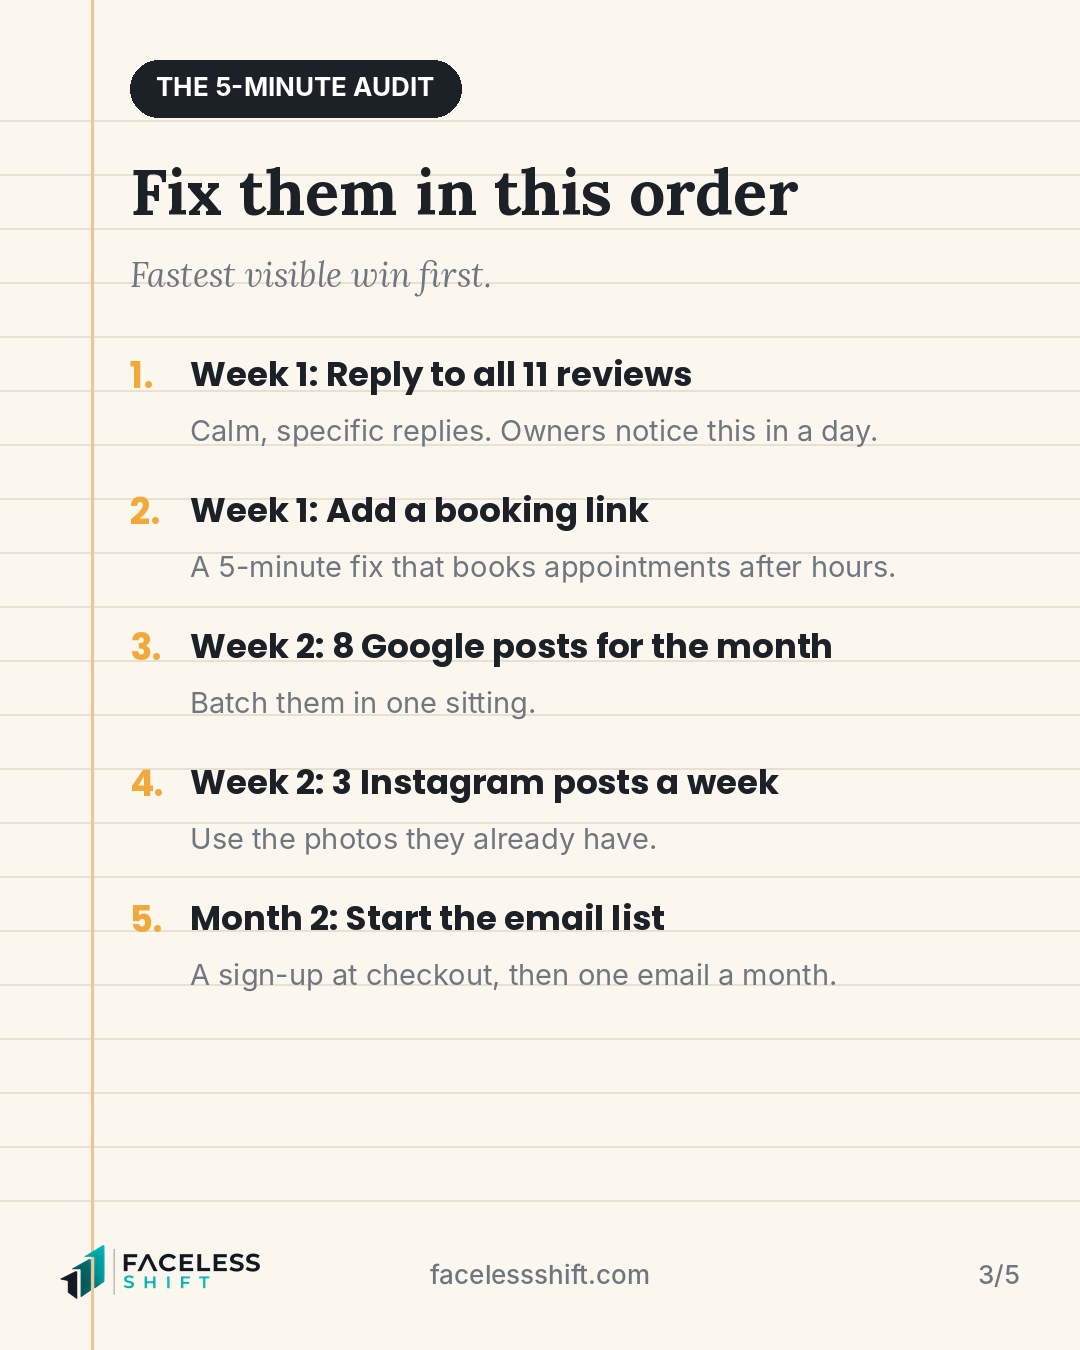 THE 5-MINUTE AUDIT
Fix them in this order
Fastest visible win first.
1. Week 1: Reply to all 11 reviews
Calm, specific replies. Owners notice this in a day.
2. Week 1: Add a booking link
A 5-minute fix that books appointments after hours.
3. Week 2: 8 Google posts for the month
Batch them in one sitting.
4. Week 2: 3 Instagram posts a week
Use the photos they already have.
5. Month 2: Start the email list
A sign-up at checkout, then one email a month.
FACELESS
SHIFT
facelessshift.com
3/5